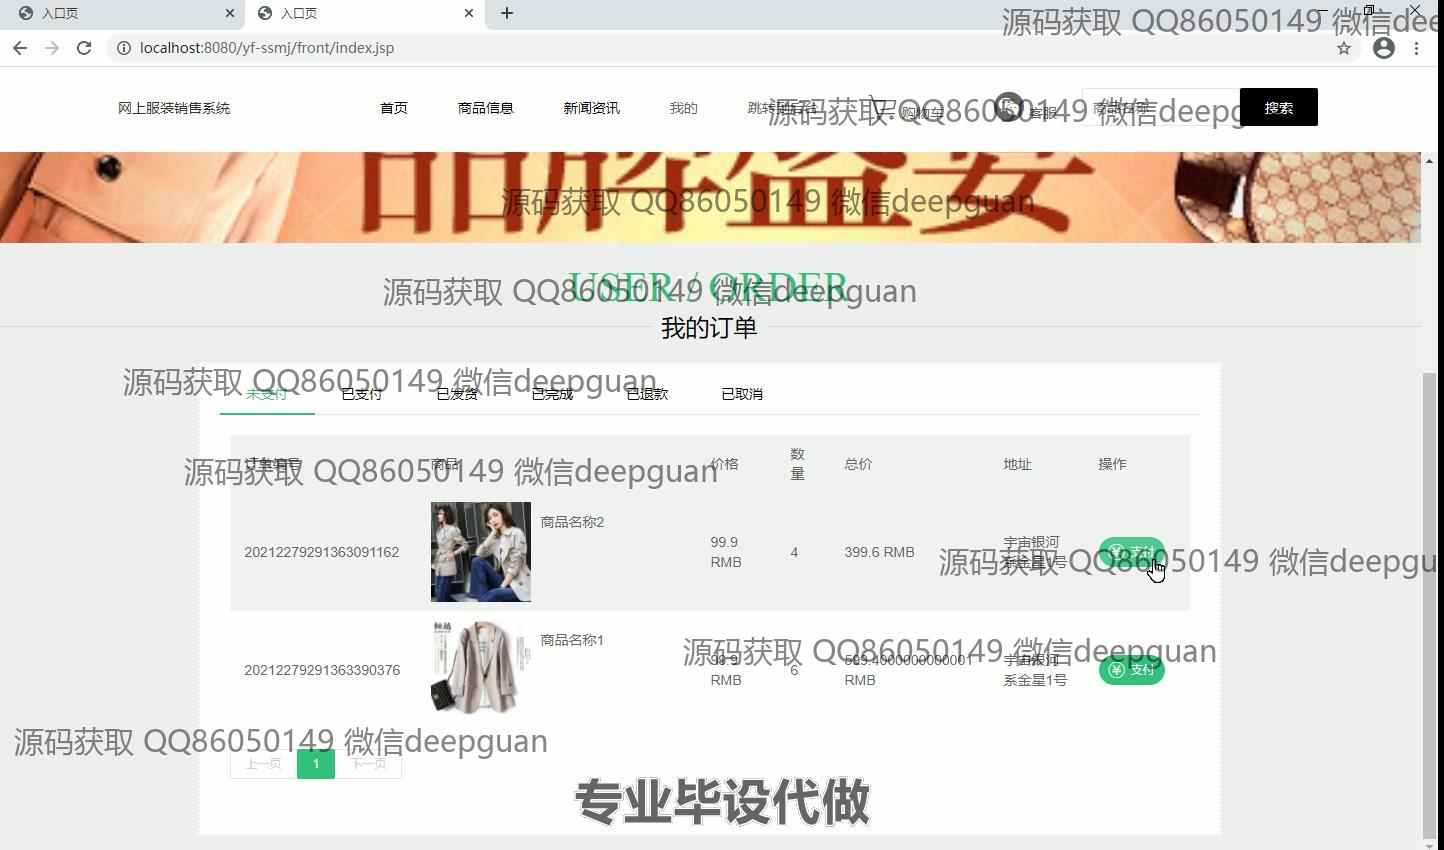 入口页
入口页
源码获取 QQ86050149 微信dee
localhost:8080/yf-ssmj/front/index.jsp
网上服装销售系统
首页
商品信息
新闻资讯
我的
跳转到后台
购物车
客服
商品名称
搜索
源码获取 QQ86050149 微信deepg
品牌盛宴
源码获取 QQ86050149 微信deepguan
USER / ORDER
源码获取 QQ86050149 微信deepguan
我的订单
源码获取 QQ86050149 微信deepguan
未支付
已支付
已发货
已完成
已退款
已取消
订单编号
商品
价格
数量
总价
地址
操作
源码获取 QQ86050149 微信deepguan
20212279291363091162
商品名称2
99.9 RMB
4
399.6 RMB
宇宙银河系金星1号
支付
源码获取 QQ86050149 微信deepgu
倾越
20212279291363390376
商品名称1
99.9 RMB
6
599.4000000000001 RMB
宇宙银河系金星1号
支付
源码获取 QQ86050149 微信deepguan
源码获取 QQ86050149 微信deepguan
上一页
1
下一页
专业毕设代做